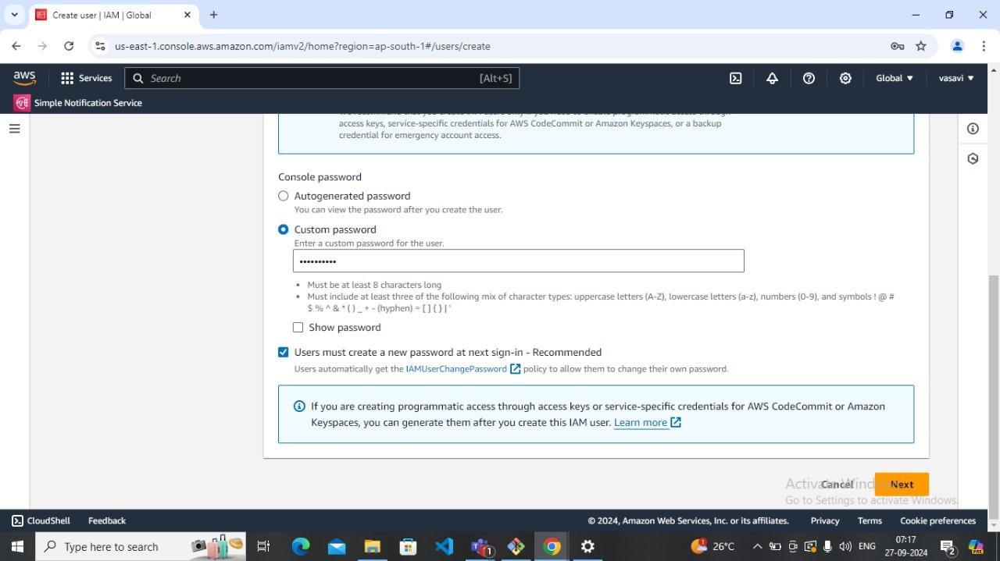 Create user | IAM | Global
us-east-1.console.aws.amazon.com/iamv2/home?region=ap-south-1#/users/create
aws
Services
Search
[Alt+S]
Global
vasavi
Simple Notification Service
access keys, service-specific credentials for AWS CodeCommit or Amazon Keyspaces, or a backup
credential for emergency account access.
Console password
Autogenerated password
You can view the password after you create the user.
Custom password
Enter a custom password for the user.
••••••••••
Must be at least 8 characters long
Must include at least three of the following mix of character types: uppercase letters (A-Z), lowercase letters (a-z), numbers (0-9), and symbols ! @ #
$ % ^ & * ( ) _ + - (hyphen) = [ ] { } | '
Show password
Users must create a new password at next sign-in - Recommended
Users automatically get the IAMUserChangePassword policy to allow them to change their own password.
If you are creating programmatic access through access keys or service-specific credentials for AWS CodeCommit or Amazon
Keyspaces, you can generate them after you create this IAM user. Learn more
Cancel
Next
Activate Windows
Go to Settings to activate Windows.
CloudShell
Feedback
© 2024, Amazon Web Services, Inc. or its affiliates.
Privacy
Terms
Cookie preferences
Type here to search
26°C
ENG
07:17
27-09-2024